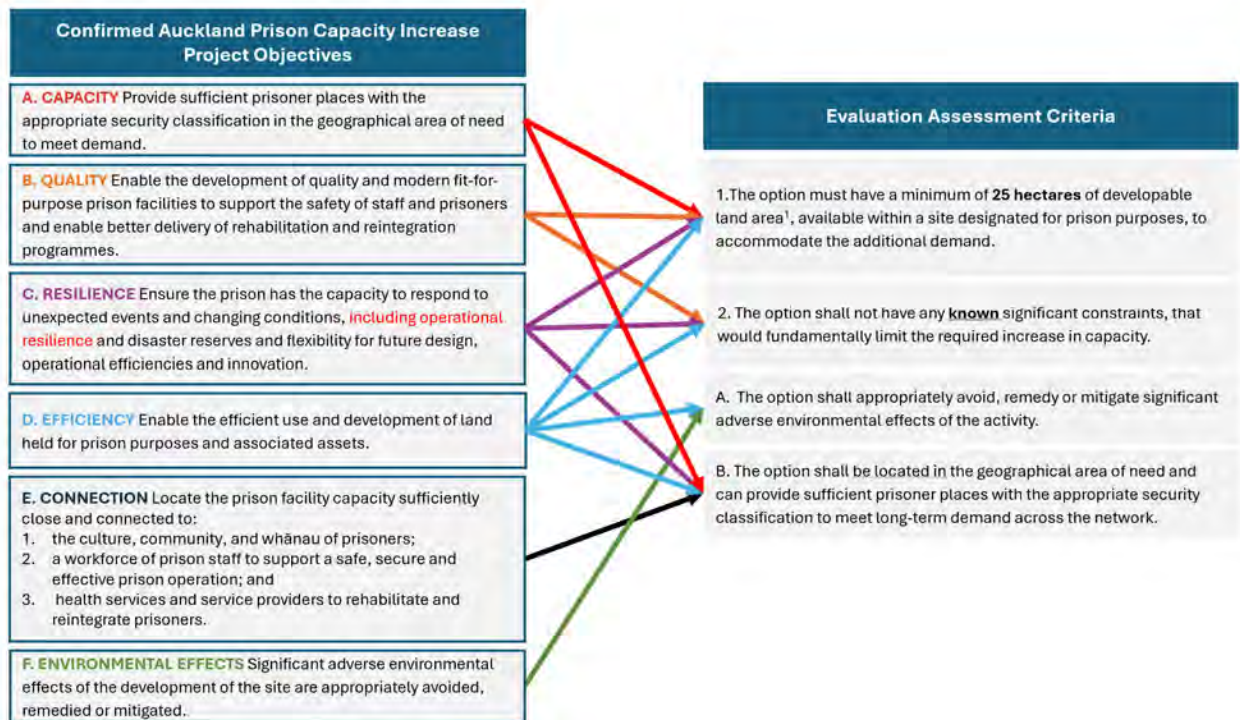 Confirmed Auckland Prison Capacity Increase
Project Objectives
A. CAPACITY Provide sufficient prisoner places with the
appropriate security classification in the geographical area of need
to meet demand.
B. QUALITY Enable the development of quality and modern fit-for-
purpose prison facilities to support the safety of staff and prisoners
and enable better delivery of rehabilitation and reintegration
programmes.
C. RESILIENCE Ensure the prison has the capacity to respond to
unexpected events and changing conditions, including operational
resilience and disaster reserves and flexibility for future design,
operational efficiencies and innovation.
D. EFFICIENCY Enable the efficient use and development of land
held for prison purposes and associated assets.
E. CONNECTION Locate the prison facility capacity sufficiently
close and connected to:
1. the culture, community, and whānau of prisoners;
2. a workforce of prison staff to support a safe, secure and
effective prison operation; and
3. health services and service providers to rehabilitate and
reintegrate prisoners.
F. ENVIRONMENTAL EFFECTS Significant adverse environmental
effects of the development of the site are appropriately avoided,
remedied or mitigated.
Evaluation Assessment Criteria
1.The option must have a minimum of 25 hectares of developable
land area¹, available within a site designated for prison purposes, to
accommodate the additional demand.
2. The option shall not have any known significant constraints, that
would fundamentally limit the required increase in capacity.
A. The option shall appropriately avoid, remedy or mitigate significant
adverse environmental effects of the activity.
B. The option shall be located in the geographical area of need and
can provide sufficient prisoner places with the appropriate security
classification to meet long-term demand across the network.